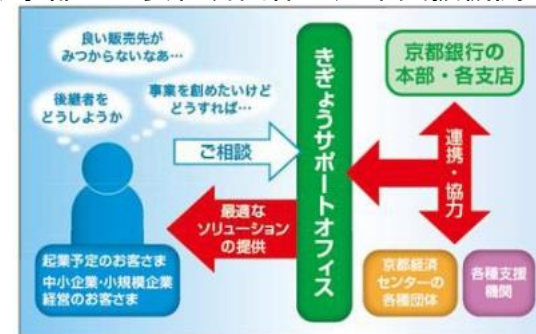 良い販売先が
みつからないなあ…
後継者を
どうしようか
事業を創めたいけど
どうすれば…
ご相談
最適な
ソリューション
の提供
起業予定のお客さま
中小企業・小規模企業
経営のお客さま
きぎょうサポートオフィス
京都銀行の
本部・各支店
連携・協力
京都経済
センターの
各種団体
各種支援
機関